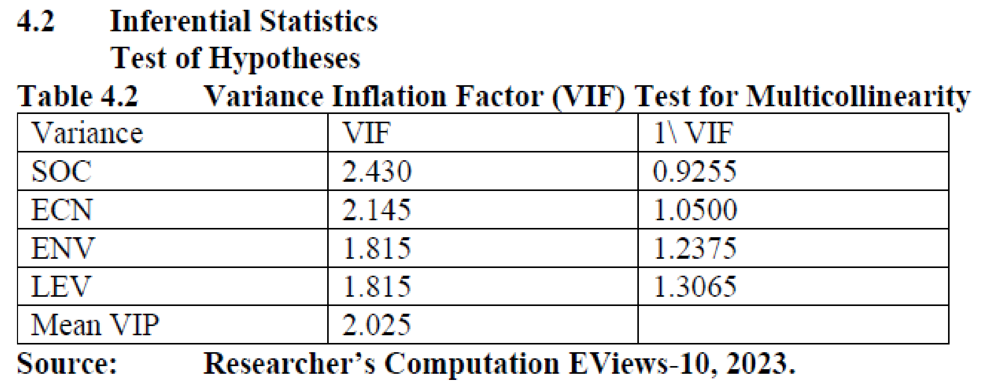 4.2 Inferential Statistics
Test of Hypotheses
Table 4.2 Variance Inflation Factor (VIF) Test for Multicollinearity
Variance VIF 1\ VIF
SOC 2.430 0.9255
ECN 2.145 1.0500
ENV 1.815 1.2375
LEV 1.815 1.3065
Mean VIP 2.025
Source: Researcher’s Computation EViews-10, 2023.